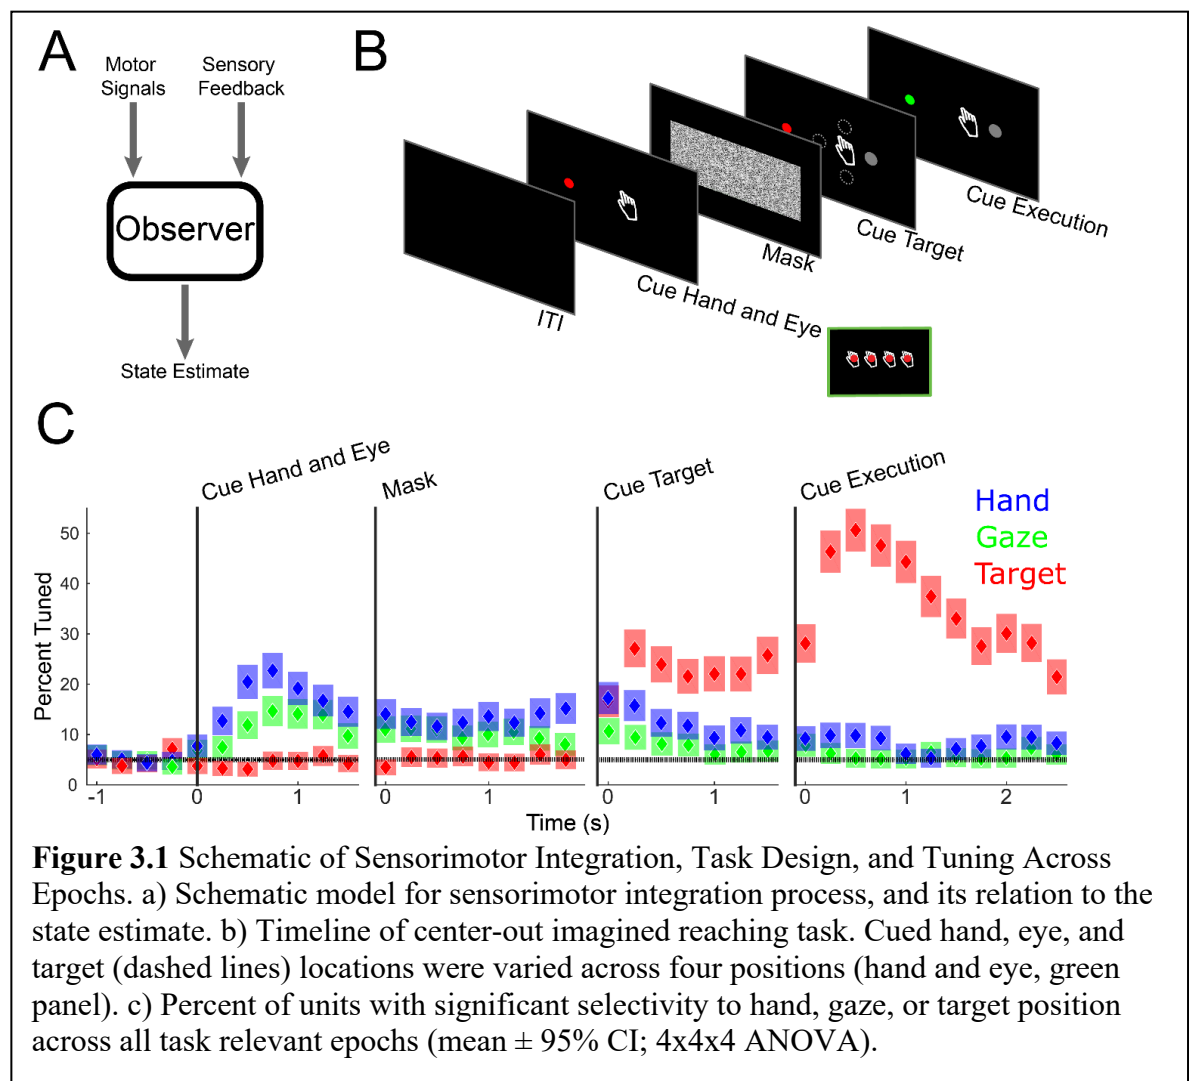 A
Motor
Signals
Sensory
Feedback
Observer
State Estimate
B
ITI
Cue Hand and Eye
Mask
Cue Target
Cue Execution
C
Cue Hand and Eye
Mask
Cue Target
Cue Execution
Hand
Gaze
Target
Percent Tuned
50
40
30
20
10
0
-1 0 1 0 1 0 1 0 1 2
Time (s)
Figure 3.1 Schematic of Sensorimotor Integration, Task Design, and Tuning Across
Epochs. a) Schematic model for sensorimotor integration process, and its relation to the
state estimate. b) Timeline of center-out imagined reaching task. Cued hand, eye, and
target (dashed lines) locations were varied across four positions (hand and eye, green
panel). c) Percent of units with significant selectivity to hand, gaze, or target position
across all task relevant epochs (mean ± 95% CI; 4x4x4 ANOVA).